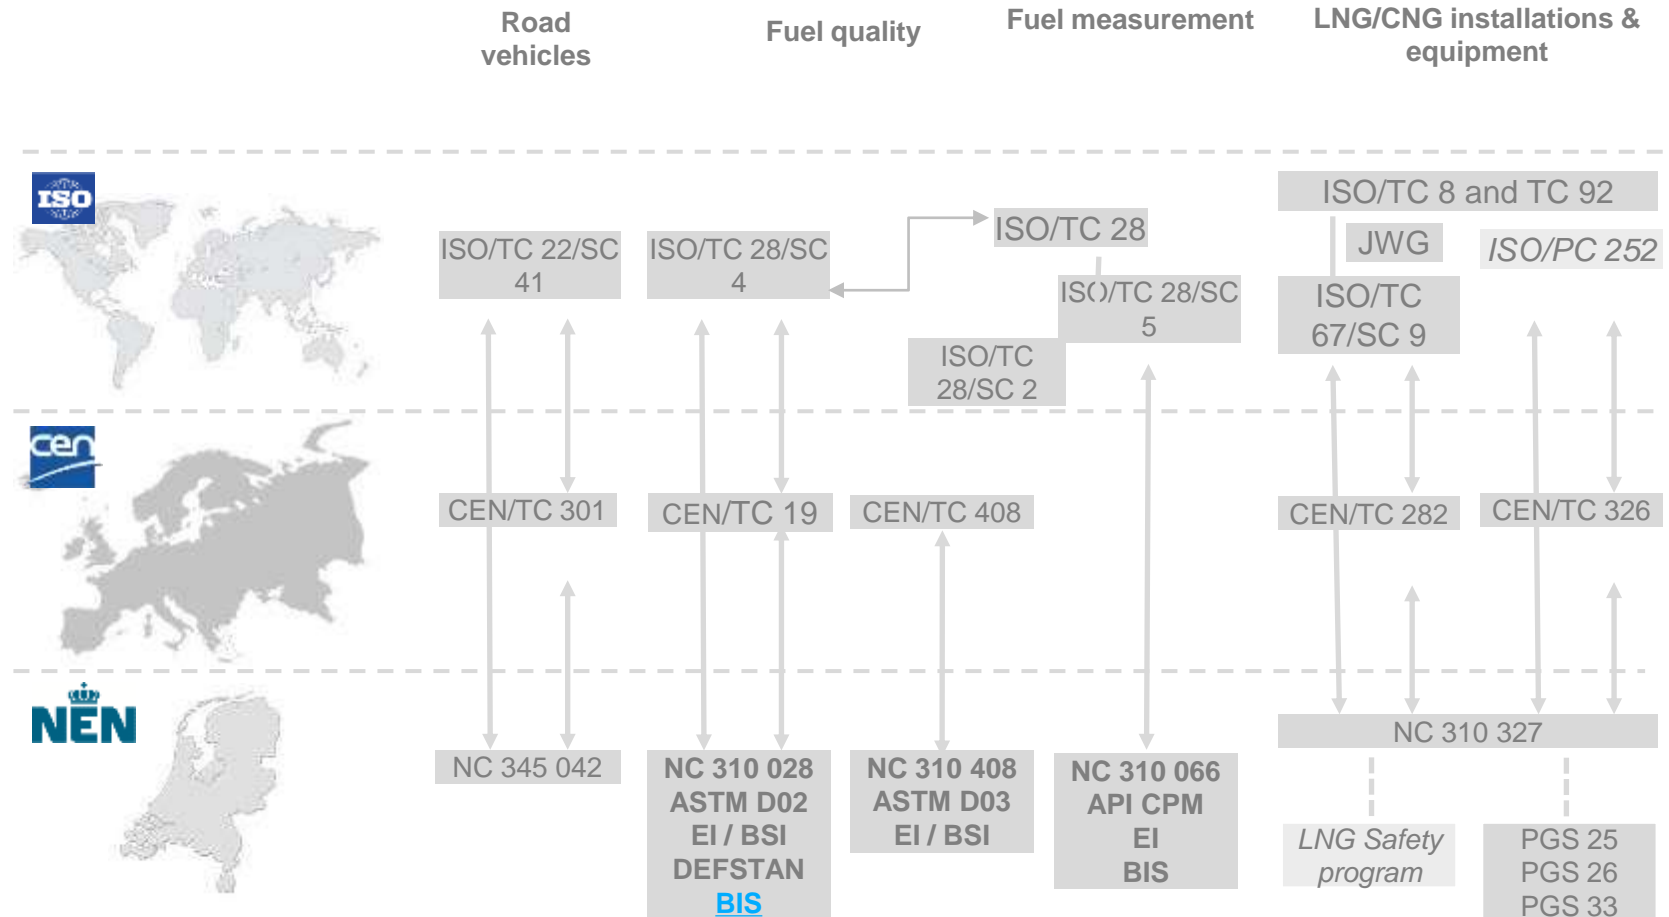 Road
vehicles
Fuel quality
Fuel measurement
LNG/CNG installations &
equipment
ISO
ISO/TC 22/SC
41
ISO/TC 28/SC
4
ISO/TC 28
ISO/TC 28/SC
5
ISO/TC
28/SC 2
ISO/TC 8 and TC 92
JWG
ISO/PC 252
ISO/TC
67/SC 9
cen
CEN/TC 301
CEN/TC 19
CEN/TC 408
CEN/TC 282
CEN/TC 326
NEN
NC 345 042
NC 310 028
ASTM D02
EI / BSI
DEFSTAN
BIS
NC 310 408
ASTM D03
EI / BSI
NC 310 066
API CPM
EI
BIS
NC 310 327
LNG Safety
program
PGS 25
PGS 26
PGS 33